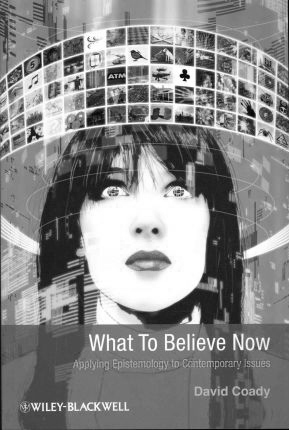 ATM
What To Believe Now
Applying Epistemology to Contemporary Issues
David Coady
WILEY-BLACKWELL